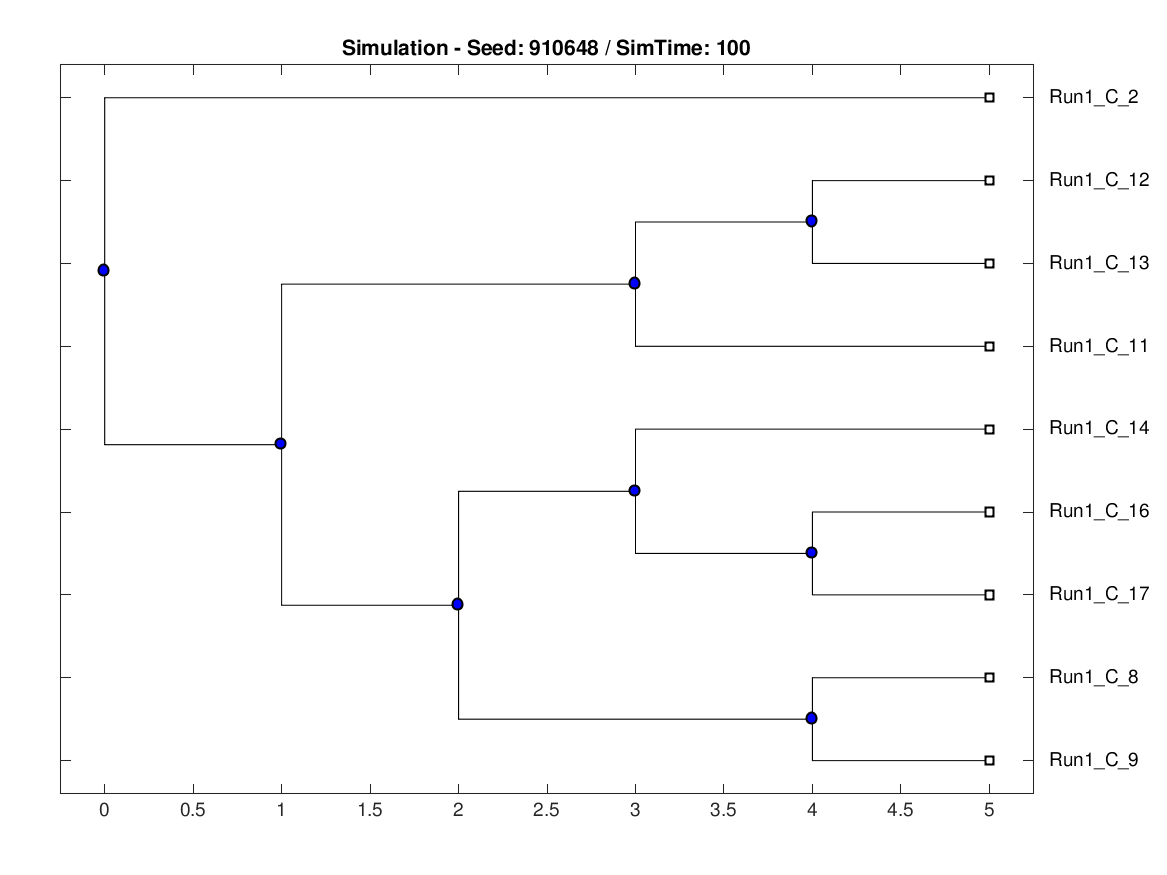 Simulation - Seed: 910648 / SimTime: 100
Run1_C_2
Run1_C_12
Run1_C_13
Run1_C_11
Run1_C_14
Run1_C_16
Run1_C_17
Run1_C_8
Run1_C_9
0 0.5 1 1.5 2 2.5 3 3.5 4 4.5 5